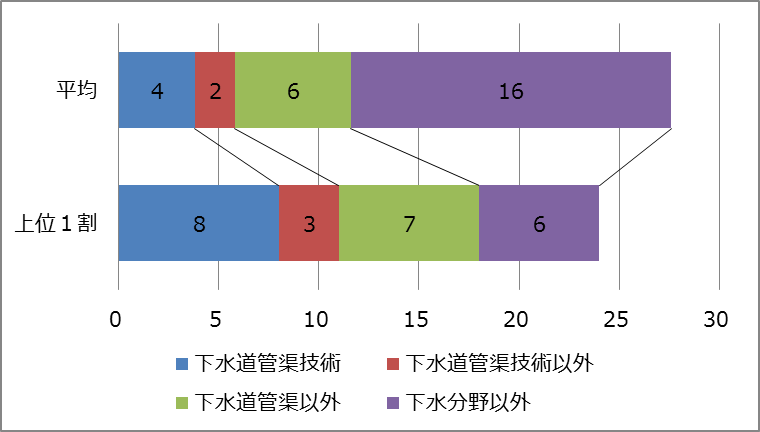 平均
4 2 6 16
上位１割
8 3 7 6
0 5 10 15 20 25 30
下水道管渠技術 下水道管渠技術以外
下水道管渠以外 下水分野以外